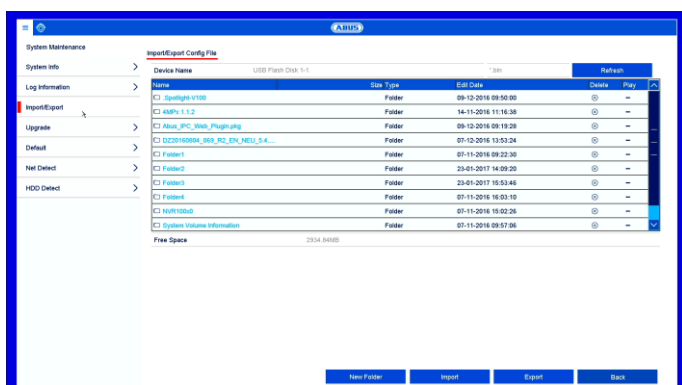 ABUS
System Maintenance
System Info
Log Information
Import/Export
Upgrade
Default
Net Detect
HDD Detect
Import/Export Config File
Device Name USB Flash Disk 1-1 *.bin Refresh
Name Size Type Edit Date Delete Play
.Spotlight-V100 Folder 09-12-2016 09:50:00
4MPx 1.1.2 Folder 14-11-2016 11:16:38
Abus_IPC_Web_Plugin.pkg Folder 09-12-2016 09:19:28
DZ20160804_069_R2_EN_NEU_5.4.... Folder 07-12-2016 13:53:24
Folder1 Folder 07-11-2016 09:22:30
Folder2 Folder 23-01-2017 14:09:20
Folder3 Folder 23-01-2017 15:53:46
Folder4 Folder 07-11-2016 16:03:10
NVR100x0 Folder 07-11-2016 15:02:26
System Volume Information Folder 07-11-2016 09:57:06
Free Space 2934.84MB
New Folder Import Export Back